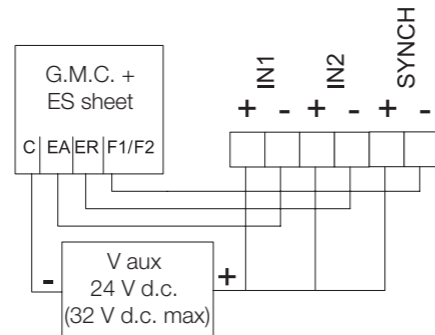 G.M.C. +
ES sheet
C EA ER F1/F2
IN1
IN2
SYNCH
+ - + - + -
- +
V aux
24 V d.c.
(32 V d.c. max)